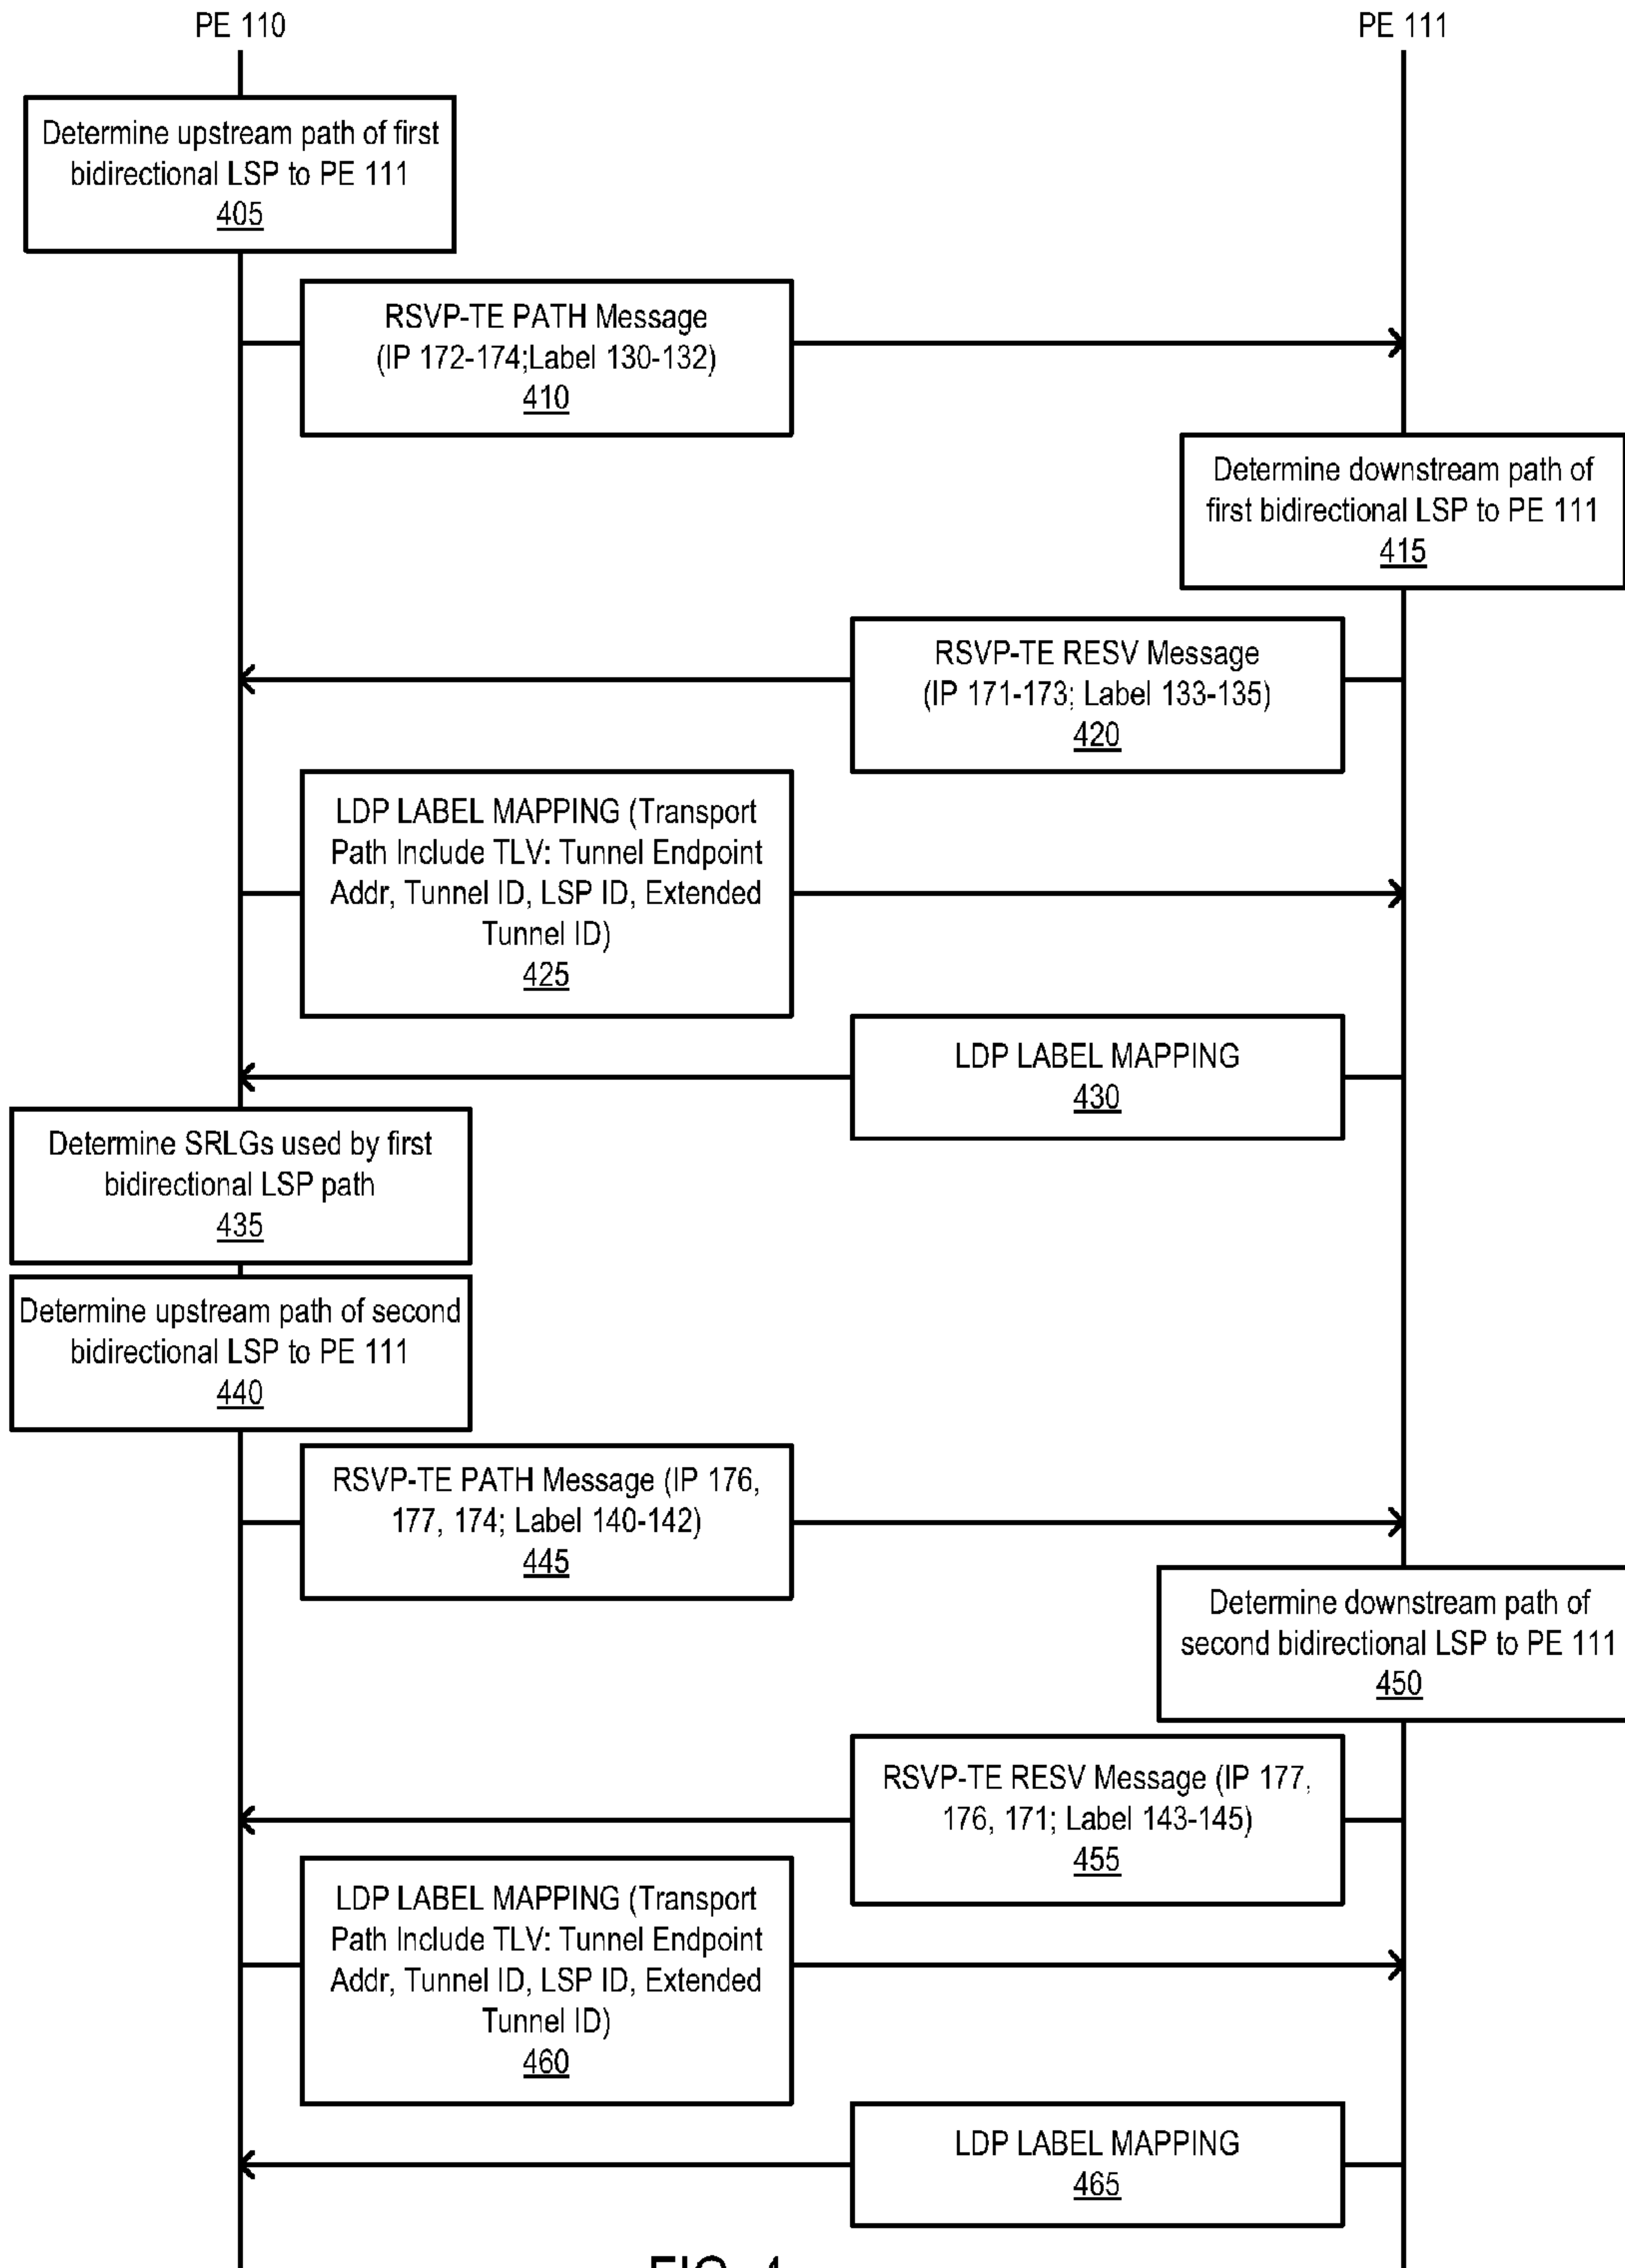 PE 110
PE 111
Determine upstream path of first
bidirectional LSP to PE 111
405
RSVP-TE PATH Message
(IP 172-174;Label 130-132)
410
Determine downstream path of
first bidirectional LSP to PE 111
415
RSVP-TE RESV Message
(IP 171-173; Label 133-135)
420
LDP LABEL MAPPING (Transport
Path Include TLV: Tunnel Endpoint
Addr, Tunnel ID, LSP ID, Extended
Tunnel ID)
425
LDP LABEL MAPPING
430
Determine SRLGs used by first
bidirectional LSP path
435
Determine upstream path of second
bidirectional LSP to PE 111
440
RSVP-TE PATH Message (IP 176,
177, 174; Label 140-142)
445
Determine downstream path of
second bidirectional LSP to PE 111
450
RSVP-TE RESV Message (IP 177,
176, 171; Label 143-145)
455
LDP LABEL MAPPING (Transport
Path Include TLV: Tunnel Endpoint
Addr, Tunnel ID, LSP ID, Extended
Tunnel ID)
460
LDP LABEL MAPPING
465
FIG. 4